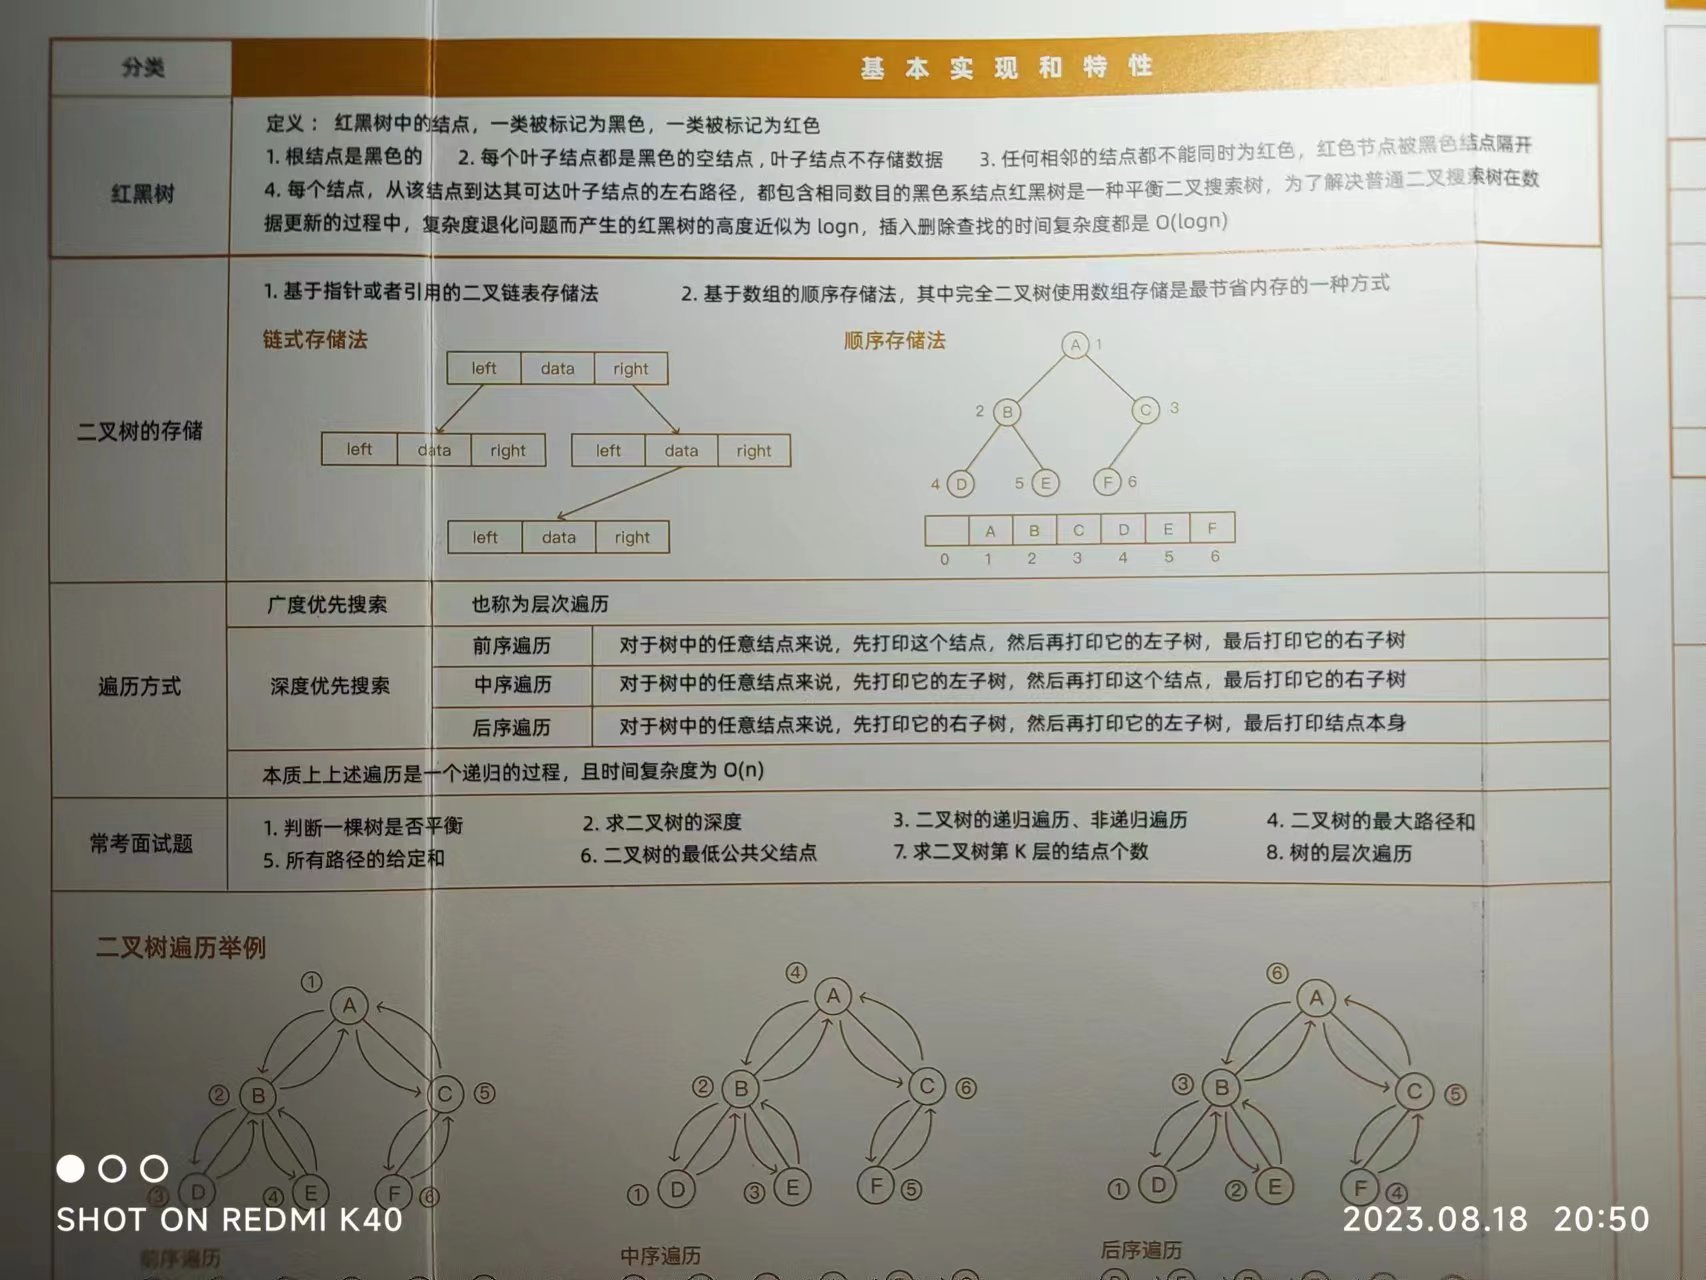 分类
基本实现和特性
红黑树
定义： 红黑树中的结点，一类被标记为黑色，一类被标记为红色
1. 根结点是黑色的 2. 每个叶子结点都是黑色的空结点，叶子结点不存储数据 3. 任何相邻的结点都不能同时为红色，红色节点被黑色结点隔开
4. 每个结点，从该结点到达其可达叶子结点的左右路径，都包含相同数目的黑色系结点红黑树是一种平衡二叉搜索树，为了解决普通二叉搜索树在数
据更新的过程中，复杂度退化问题而产生的红黑树的高度近似为 logn，插入删除查找的时间复杂度都是 O(logn)
二叉树的存储
1. 基于指针或者引用的二叉链表存储法 2. 基于数组的顺序存储法，其中完全二叉树使用数组存储是最节省内存的一种方式
链式存储法
left data right
left data right left data right
left data right
顺序存储法
A 1
2 B C 3
4 D 5 E F 6
A B C D E F
0 1 2 3 4 5 6
遍历方式
广度优先搜索 也称为层次遍历
深度优先搜索
前序遍历 对于树中的任意结点来说，先打印这个结点，然后再打印它的左子树，最后打印它的右子树
中序遍历 对于树中的任意结点来说，先打印它的左子树，然后再打印这个结点，最后打印它的右子树
后序遍历 对于树中的任意结点来说，先打印它的右子树，然后再打印它的左子树，最后打印结点本身
本质上上述遍历是一个递归的过程，且时间复杂度为 O(n)
常考面试题
1. 判断一棵树是否平衡 2. 求二叉树的深度 3. 二叉树的递归遍历、非递归遍历 4. 二叉树的最大路径和
5. 所有路径的给定和 6. 二叉树的最低公共父结点 7. 求二叉树第 K 层的结点个数 8. 树的层次遍历
二叉树遍历举例
① A
② B C ⑤
③ D ④ E F ⑥
前序遍历
④ A
② B C ⑥
① D ③ E F ⑤
中序遍历
⑥ A
③ B C ⑤
① D ② E F ④
后序遍历
SHOT ON REDMI K40
2023.08.18 20:50